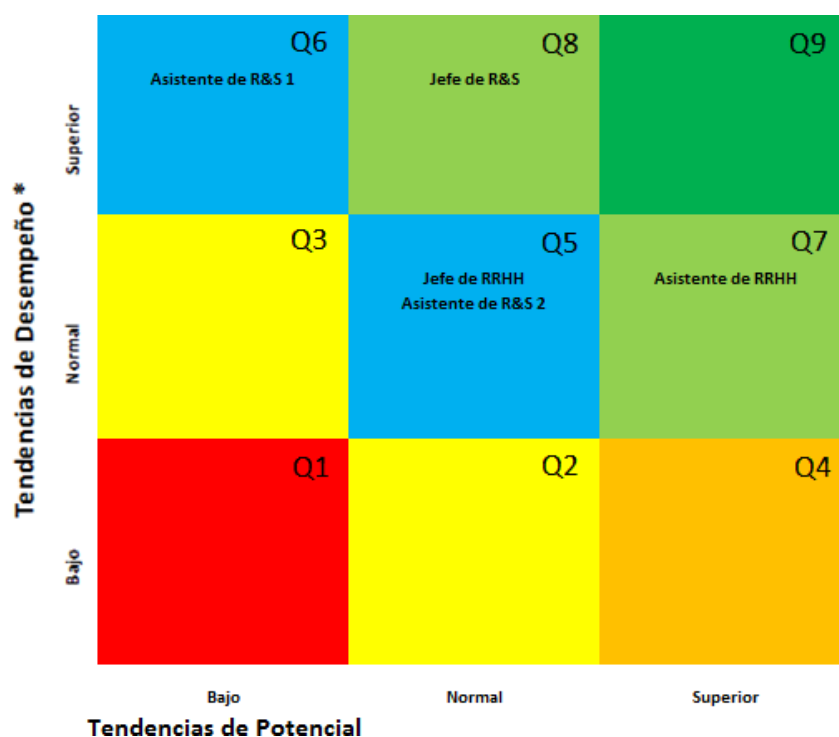 Q6
Asistente de R&S 1
Q8
Jefe de R&S
Q9
Superior
Q3
Q5
Jefe de RRHH
Asistente de R&S 2
Q7
Asistente de RRHH
Normal
Tendencias de Desempeño *
Q1
Q2
Q4
Bajo
Bajo
Normal
Superior
Tendencias de Potencial